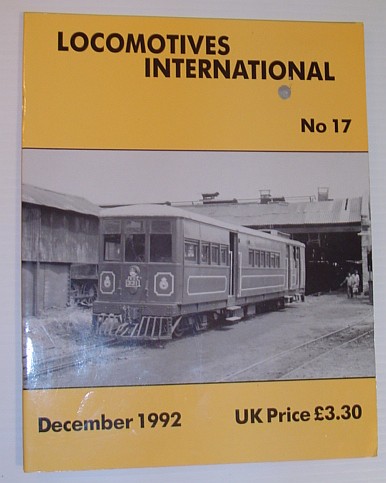 LOCOMOTIVES
INTERNATIONAL
No 17
December 1992
UK Price £3.30